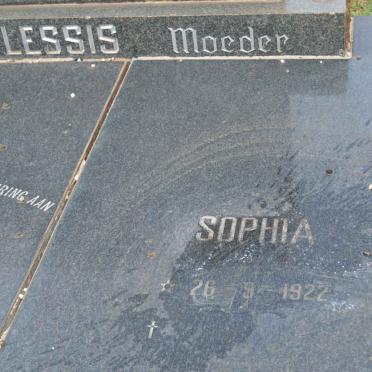 LESSIS Moeder
RING AAN
SOPHIA
☆ 26-9-1922
†